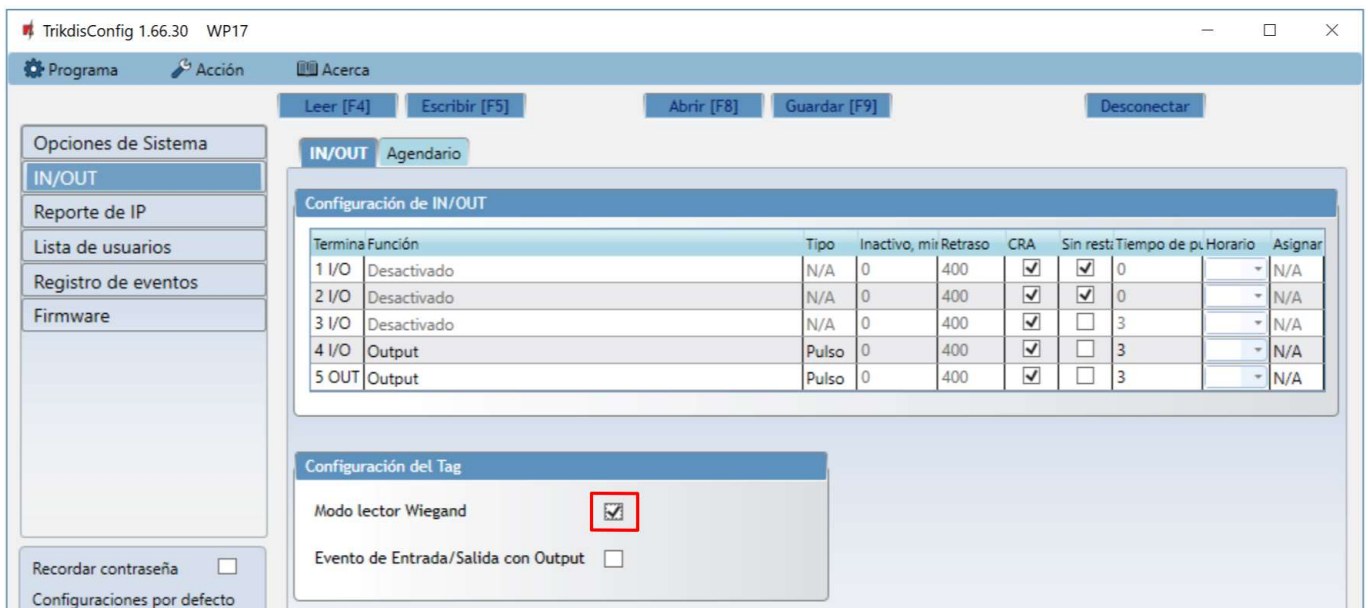 TrikdisConfig 1.66.30 WP17
Programa Acción Acerca
Leer [F4] Escribir [F5] Abrir [F8] Guardar [F9] Desconectar
Opciones de Sistema
IN/OUT
Reporte de IP
Lista de usuarios
Registro de eventos
Firmware
Recordar contraseña
Configuraciones por defecto
IN/OUT Agendario
Configuración de IN/OUT
Termina Función Tipo Inactivo, mir Retraso CRA Sin resta Tiempo de pu Horario Asignar
1 I/O Desactivado N/A 0 400 0 N/A
2 I/O Desactivado N/A 0 400 0 N/A
3 I/O Desactivado N/A 0 400 3 N/A
4 I/O Output Pulso 0 400 3 N/A
5 OUT Output Pulso 0 400 3 N/A
Configuración del Tag
Modo lector Wiegand
Evento de Entrada/Salida con Output